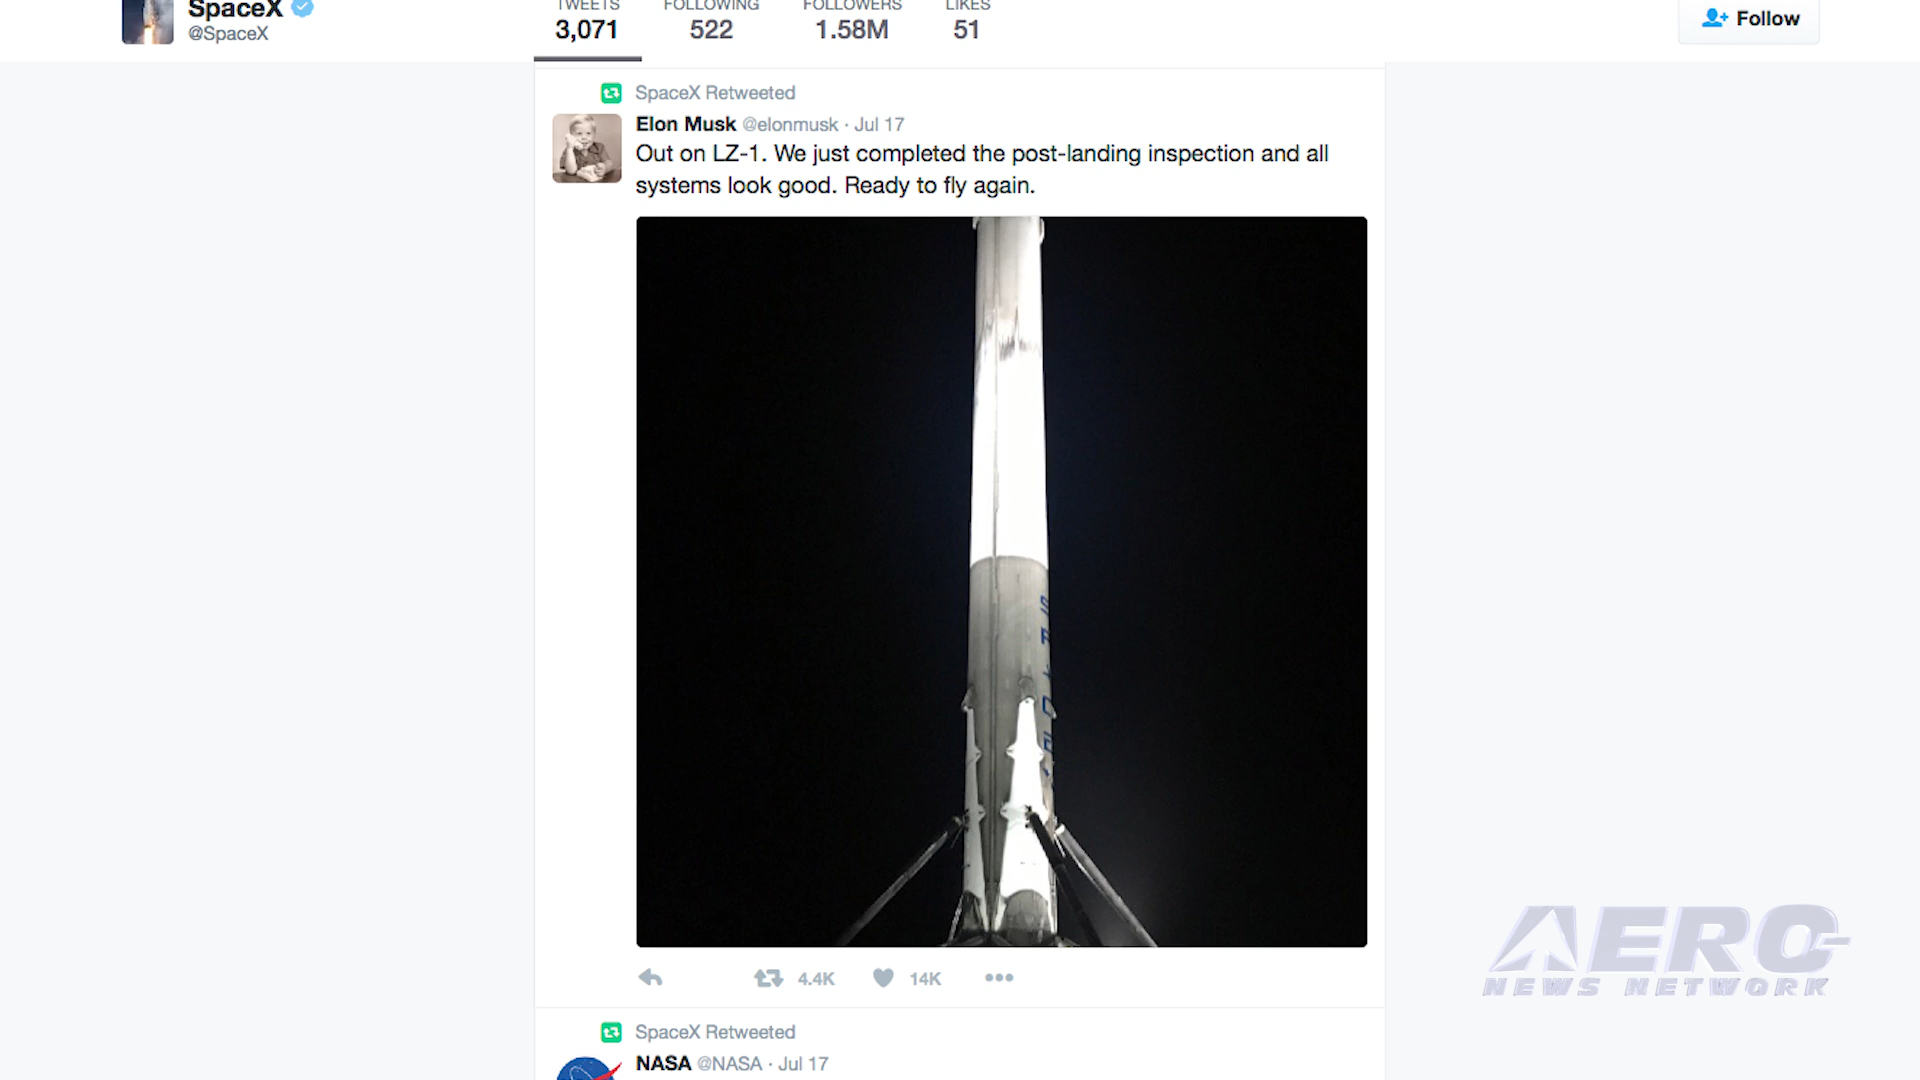 SpaceX
@SpaceX
TWEETS
3,071
FOLLOWING
522
FOLLOWERS
1.58M
LIKES
51
Follow
SpaceX Retweeted
Elon Musk @elonmusk · Jul 17
Out on LZ-1. We just completed the post-landing inspection and all
systems look good. Ready to fly again.
4.4K
14K
AERO
NEWS NETWORK
SpaceX Retweeted
NASA @NASA · Jul 17